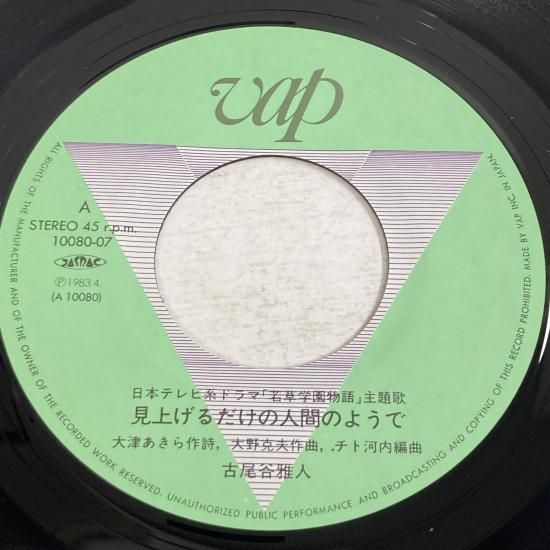 vap
A
STEREO 45 r.p.m.
10080-07
JASRAC
Ⓟ1983.4.
(A 10080)
日本テレビ系ドラマ「若草学園物語」主題歌
見上げるだけの人間のようで
大津あきら作詩, 大野克夫作曲, チト河内編曲
古尾谷雅人
ALL RIGHTS OF THE MANUFACTURER AND OF THE OWNER OF THE RECORDED WORK RESERVED. UNAUTHORIZED PUBLIC PERFORMANCE AND BROADCASTING AND COPYING OF THIS RECORD PROHIBITED. MADE BY VAP INC. IN JAPAN.